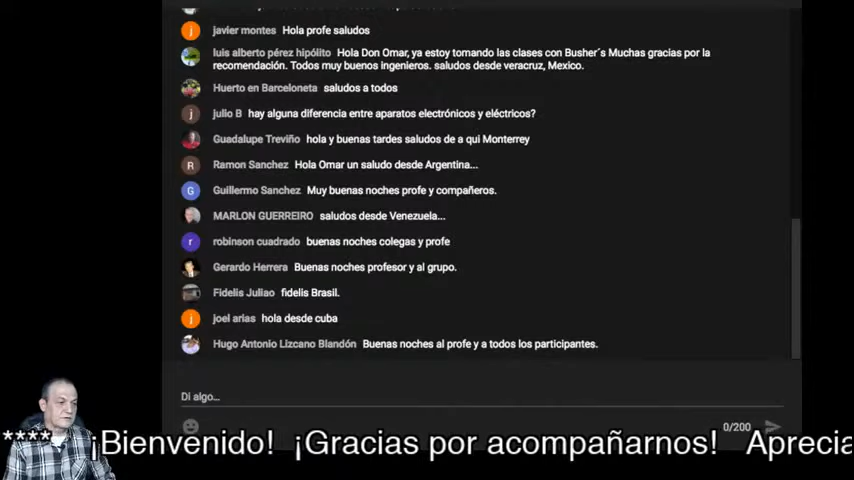 j javier montes Hola profe saludos
luis alberto pérez hipólito Hola Don Omar, ya estoy tomando las clases con Busher´s Muchas gracias por la
recomendación. Todos muy buenos ingenieros. saludos desde veracruz, Mexico.
Huerto en Barceloneta saludos a todos
j julio B hay alguna diferencia entre aparatos electrónicos y eléctricos?
Guadalupe Treviño hola y buenas tardes saludos de a qui Monterrey
R Ramon Sanchez Hola Omar un saludo desde Argentina...
G Guillermo Sanchez Muy buenas noches profe y compañeros.
MARLON GUERREIRO saludos desde Venezuela...
r robinson cuadrado buenas noches colegas y profe
Gerardo Herrera Buenas noches profesor y al grupo.
Fidelis Juliao fidelis Brasil.
j joel arias hola desde cuba
Hugo Antonio Lizcano Blandón Buenas noches al profe y a todos los participantes.
Di algo...
0/200
**** ¡Bienvenido! ¡Gracias por acompañarnos! Aprecia